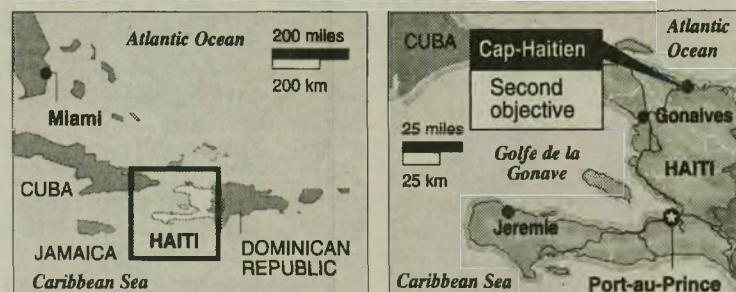 Atlantic Ocean
200 miles
200 km
Miami
CUBA
HAITI
JAMAICA
DOMINICAN
REPUBLIC
Caribbean Sea
CUBA
Cap-Haitien
Second
objective
Atlantic
Ocean
25 miles
25 km
Gonaives
Golfe de la
Gonave
HAITI
Jeremie
Caribbean Sea
Port-au-Prince